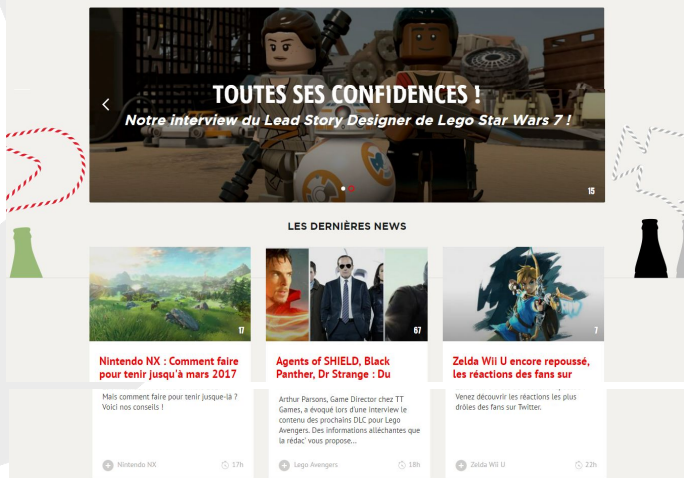 TOUTES SES CONFIDENCES !
Notre interview du Lead Story Designer de Lego Star Wars 7 !
15
LES DERNIÈRES NEWS
17
67
7
Nintendo NX : Comment faire
pour tenir jusqu'à mars 2017
Mais comment faire pour tenir jusque-là ?
Voici nos conseils !
Nintendo NX
17h
Agents of SHIELD, Black
Panther, Dr Strange : Du
Arthur Parsons, Game Director chez TT
Games, a évoqué lors d'une interview le
contenu des prochains DLC pour Lego
Avengers. Des informations alléchantes que
la rédac' vous propose...
Lego Avengers
18h
Zelda Wii U encore repoussé,
les réactions des fans sur
Venez découvrir les réactions les plus
drôles des fans sur Twitter.
Zelda Wii U
22h